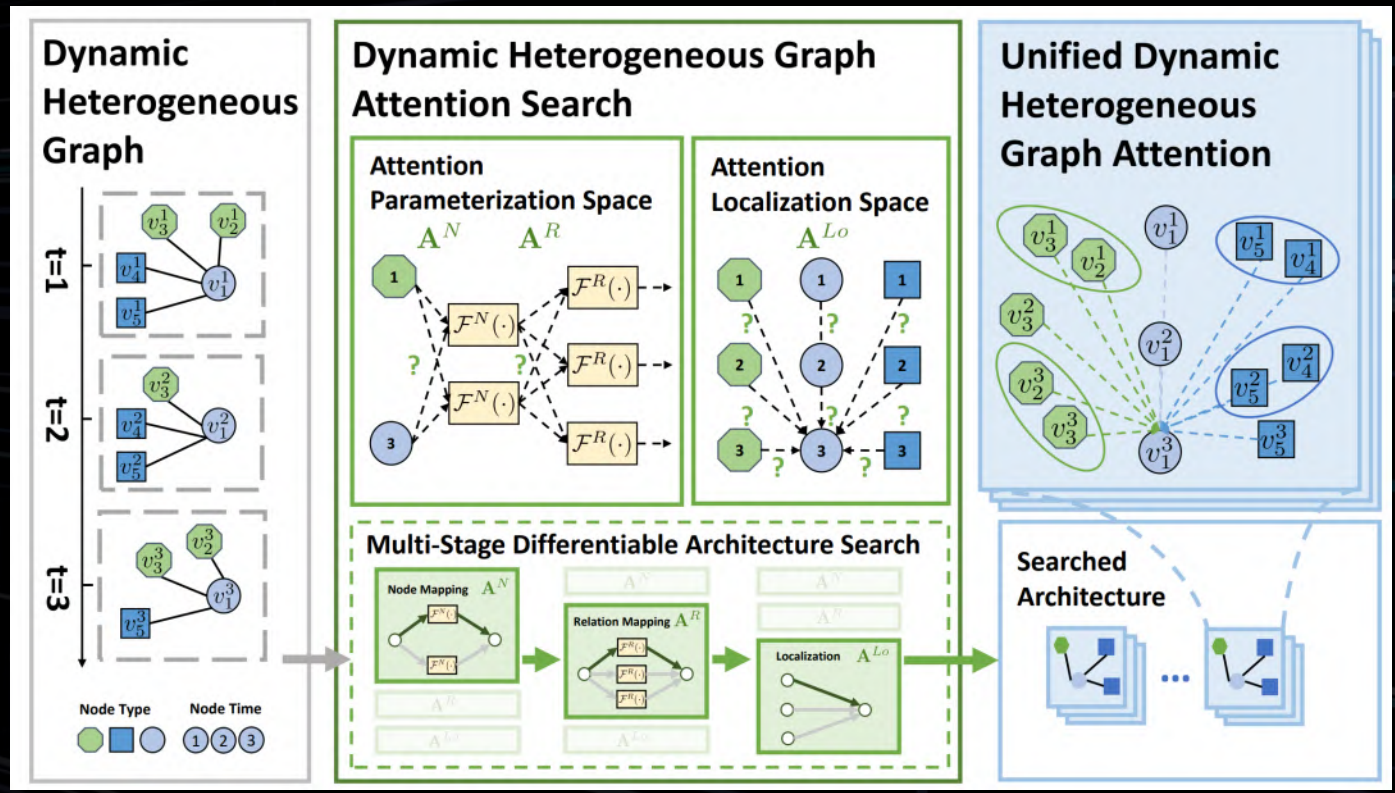 Dynamic
Heterogeneous
Graph
t=1
v_3^1
v_2^1
v_4^1
v_1^1
v_5^1
t=2
v_3^2
v_4^2
v_1^2
v_5^2
t=3
v_3^3
v_2^3
v_1^3
v_5^3
Node Type
Node Time
1 2 3
Dynamic Heterogeneous Graph
Attention Search
Attention
Parameterization Space
A^N A^R
1
F^R(·)
F^N(·)
? ?
F^R(·)
F^N(·)
3
F^R(·)
Attention
Localization Space
A^{Lo}
1 1 1
? ? ?
2 2 2
? ? ?
3 3 3
? ?
Multi-Stage Differentiable Architecture Search
Node Mapping A^N
F^N(·)
F^N(·)
A^R
A^{Lo}
A^N
Relation Mapping A^R
F^R(·)
F^R(·)
F^R(·)
A^{Lo}
A^N
A^R
Localization A^{Lo}
Unified Dynamic
Heterogeneous
Graph Attention
v_3^1
v_2^1
v_1^1
v_5^1
v_4^1
v_3^2
v_1^2
v_4^2
v_5^2
v_2^3
v_3^3
v_1^3
v_5^3
Searched
Architecture
...